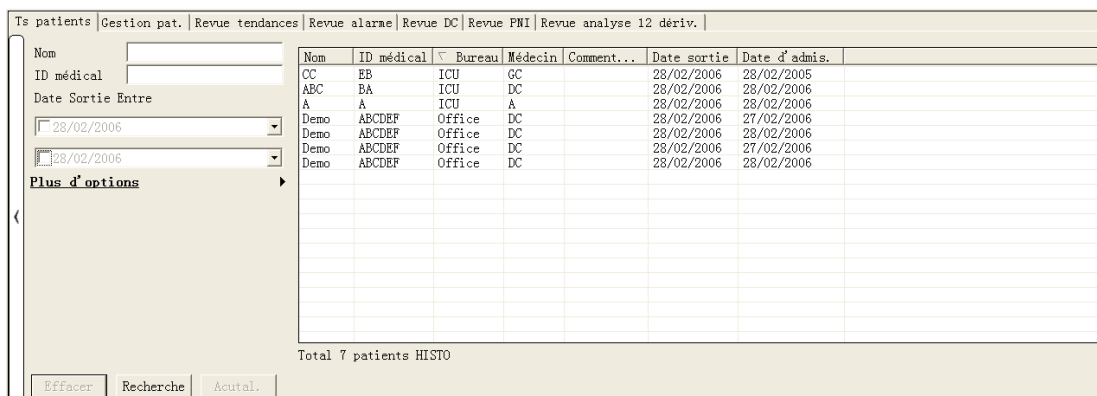 Ts patients Gestion pat. Revue tendances Revue alarme Revue DC Revue PNI Revue analyse 12 dériv.
Nom
ID médical
Date Sortie Entre
28/02/2006
28/02/2006
Plus d'options
Nom ID médical Bureau Médecin Comment... Date sortie Date d'admis.
CC EB ICU GC 28/02/2006 28/02/2005
ABC BA ICU DC 28/02/2006 28/02/2006
A A ICU A 28/02/2006 28/02/2006
Demo ABCDEF Office DC 28/02/2006 27/02/2006
Demo ABCDEF Office DC 28/02/2006 28/02/2006
Demo ABCDEF Office DC 28/02/2006 27/02/2006
Demo ABCDEF Office DC 28/02/2006 28/02/2006
Total 7 patients HISTO
Effacer Recherche Acutal.